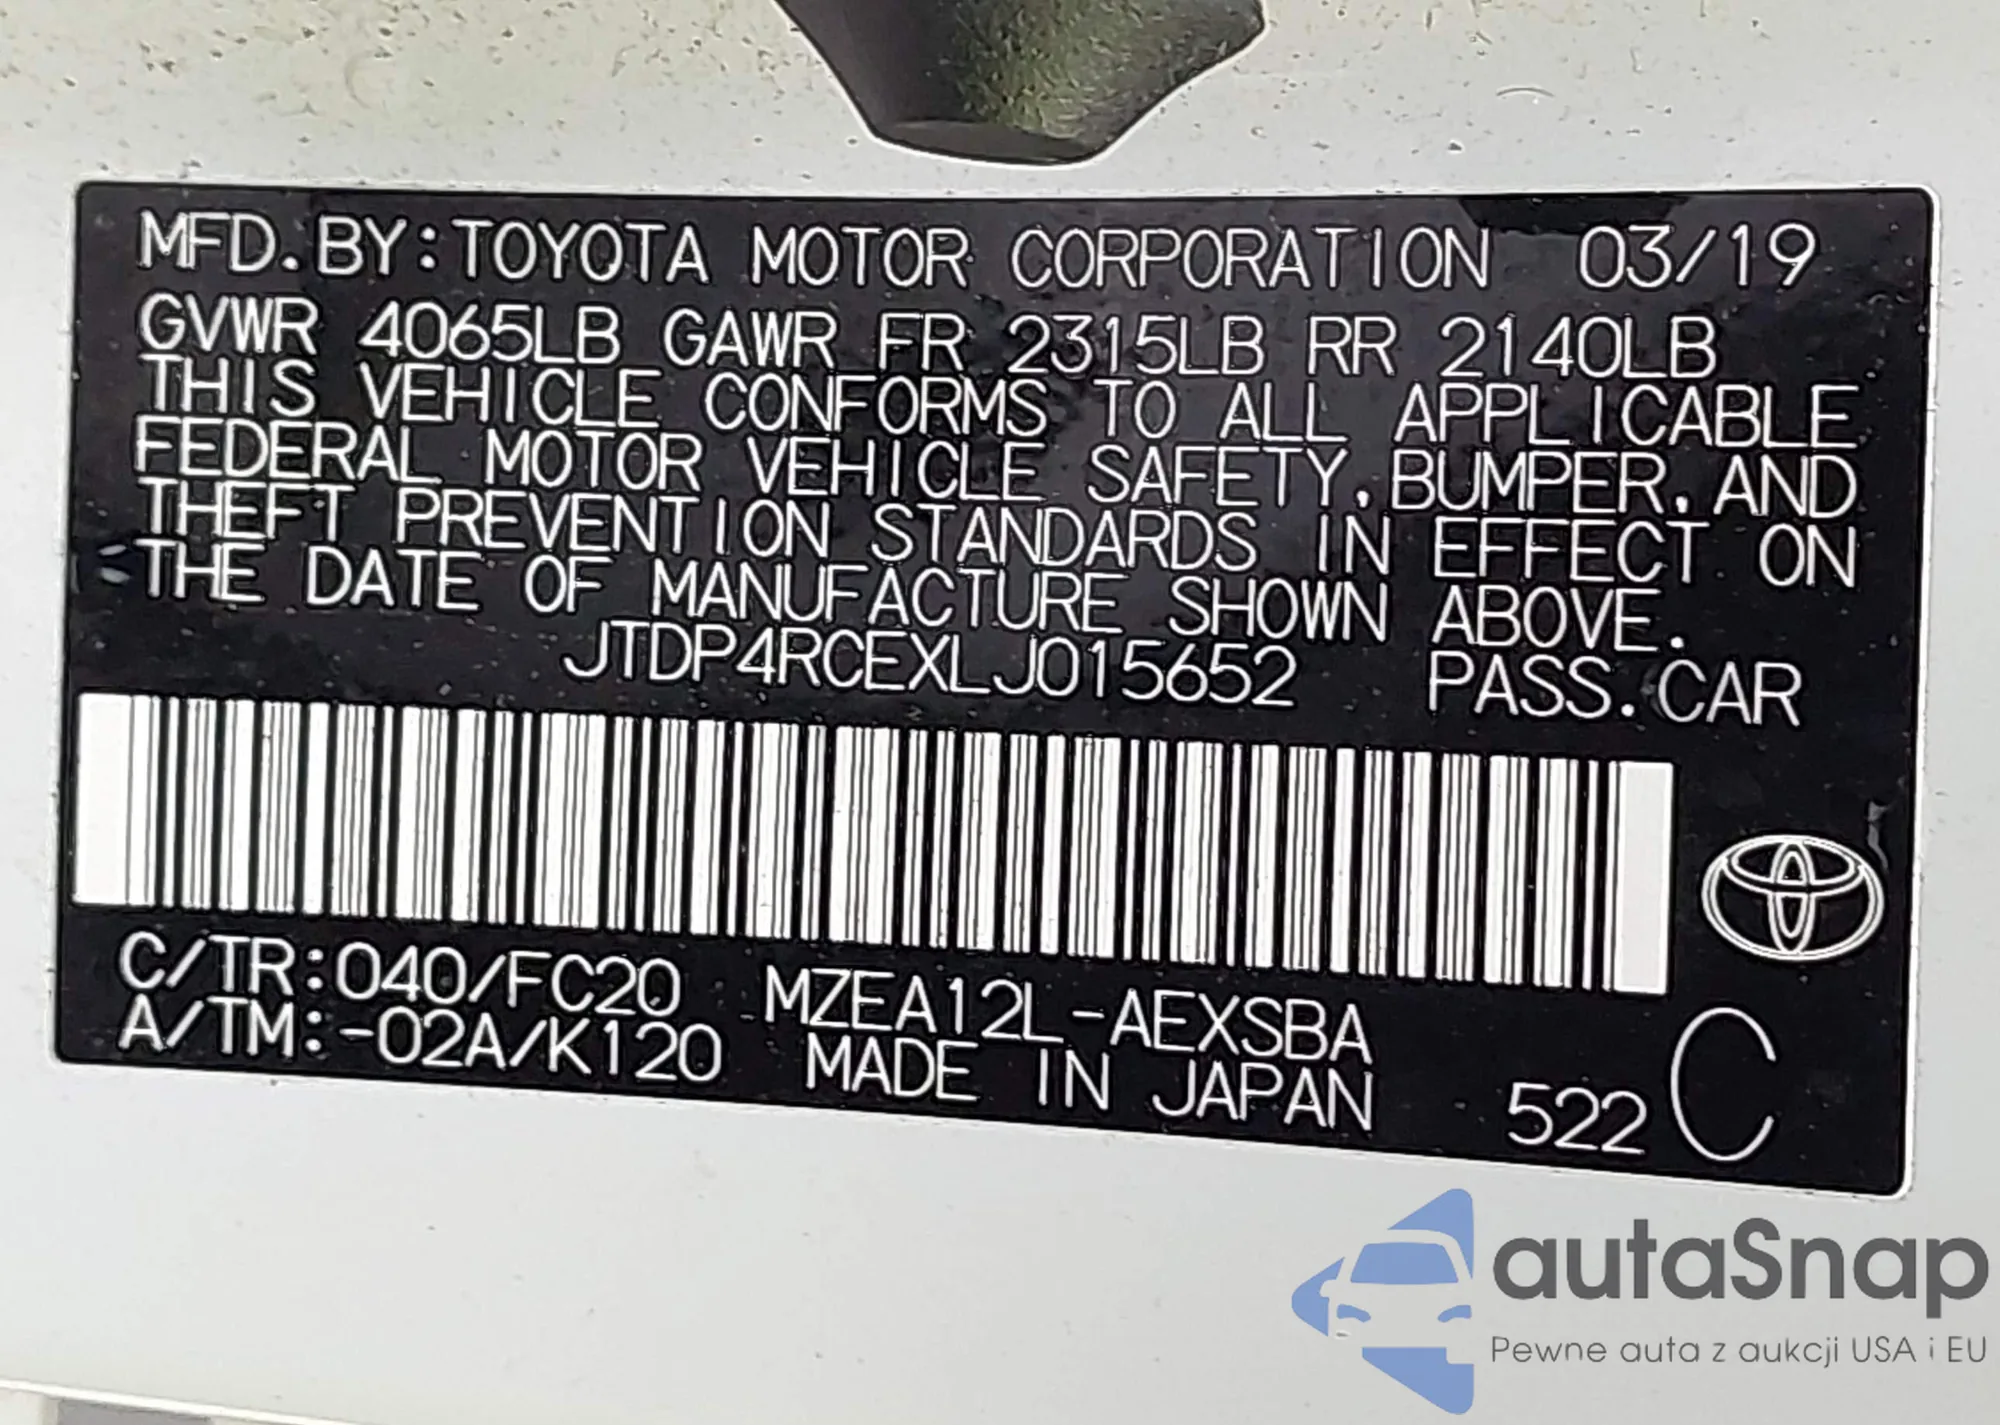 MFD.BY:TOYOTA MOTOR CORPORATION 03/19
GVWR 4065LB GAWR FR 2315LB RR 2140LB
THIS VEHICLE CONFORMS TO ALL APPLICABLE
FEDERAL MOTOR VEHICLE SAFETY,BUMPER,AND
THEFT PREVENTION STANDARDS IN EFFECT ON
THE DATE OF MANUFACTURE SHOWN ABOVE.
JTDP4RCEXLJ015652 PASS.CAR
C/TR:040/FC20 MZEA12L-AEXSBA
A/TM:-02A/K120 MADE IN JAPAN 522 C
autaSnap
Pewne auta z aukcji USA i EU